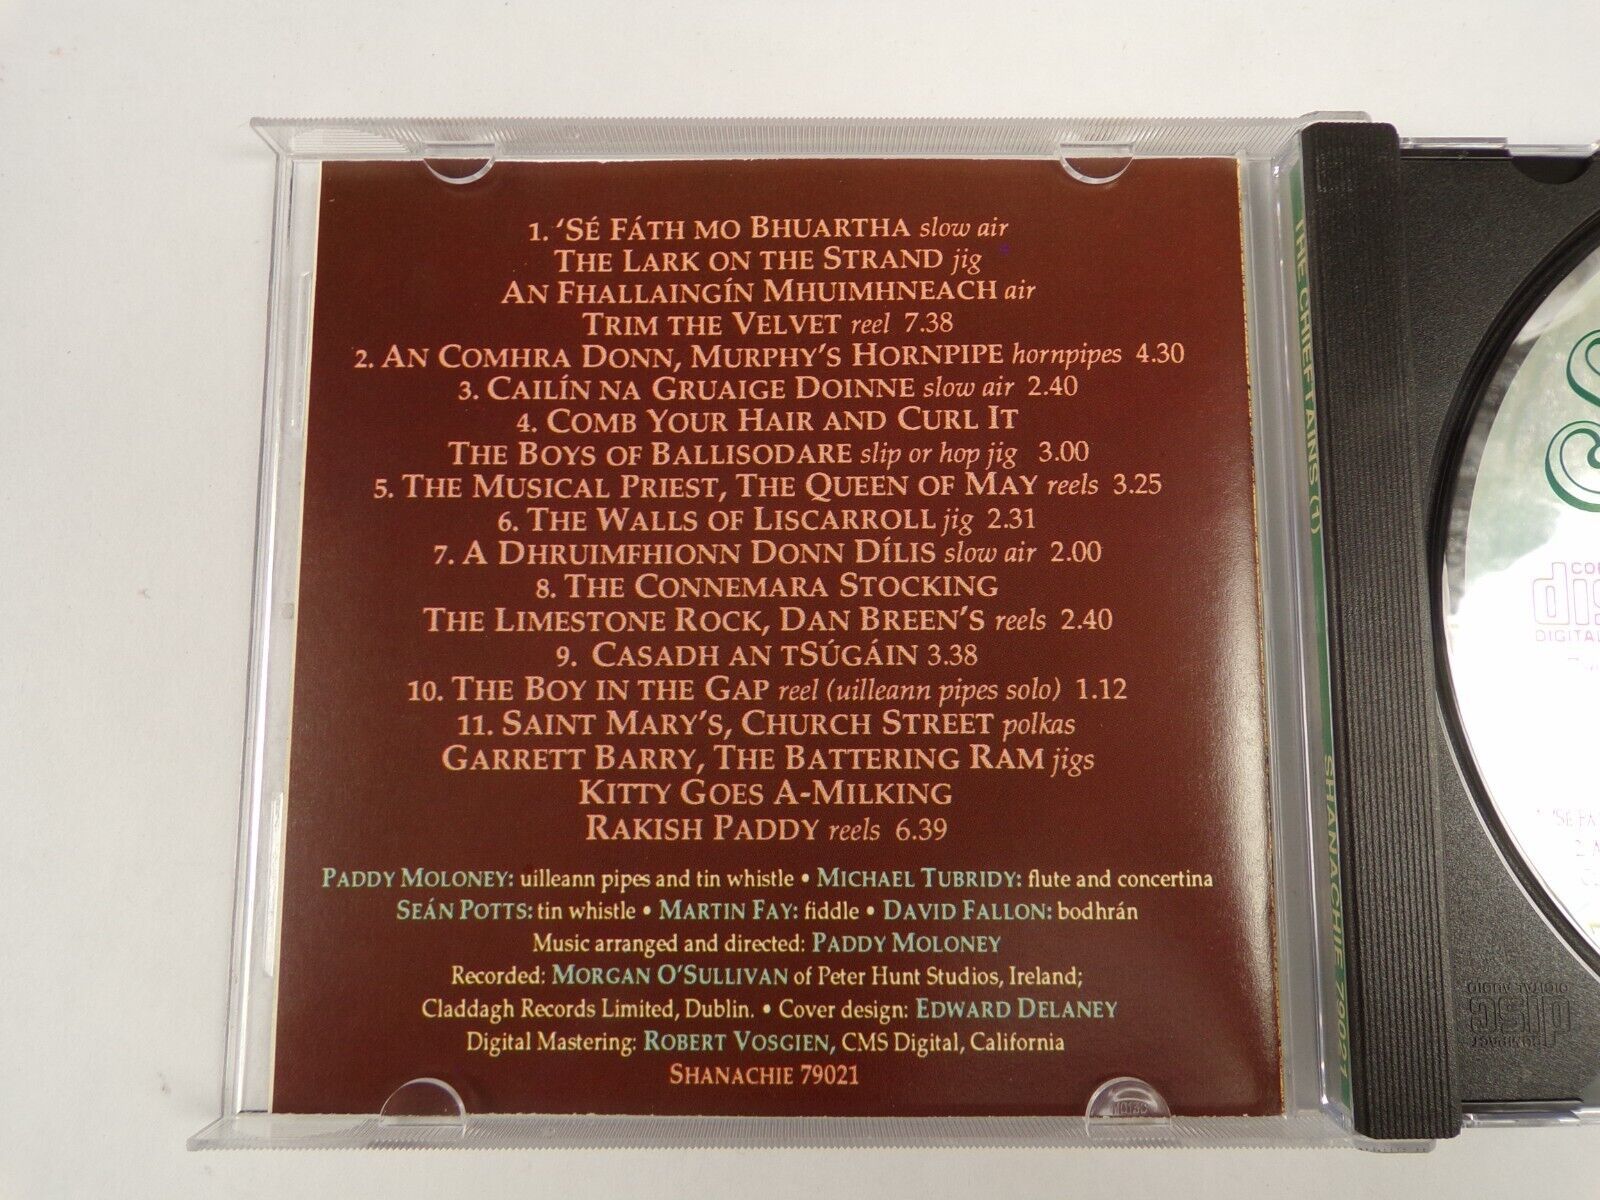 1. 'SÉ FÁTH MO BHUARTHA slow air
THE LARK ON THE STRAND jig
AN FHALLAINGÍN MHUIMHNEACH air
TRIM THE VELVET reel 7.38
2. AN COMHRA DONN, MURPHY'S HORNPIPE hornpipes 4.30
3. CAILÍN NA GRUAIGE DOINNE slow air 2.40
4. COMB YOUR HAIR AND CURL IT
THE BOYS OF BALLISODARE slip or hop jig 3.00
5. THE MUSICAL PRIEST, THE QUEEN OF MAY reels 3.25
6. THE WALLS OF LISCARROLL jig 2.31
7. A DHRUIMFHIONN DONN DÍLIS slow air 2.00
8. THE CONNEMARA STOCKING
THE LIMESTONE ROCK, DAN BREEN'S reels 2.40
9. CASADH AN TSÚGÁIN 3.38
10. THE BOY IN THE GAP reel (uilleann pipes solo) 1.12
11. SAINT MARY'S, CHURCH STREET polkas
GARRETT BARRY, THE BATTERING RAM jigs
KITTY GOES A-MILKING
RAKISH PADDY reels 6.39
PADDY MOLONEY: uilleann pipes and tin whistle • MICHAEL TUBRIDY: flute and concertina
SEÁN POTTS: tin whistle • MARTIN FAY: fiddle • DAVID FALLON: bodhrán
Music arranged and directed: PADDY MOLONEY
Recorded: MORGAN O'SULLIVAN of Peter Hunt Studios, Ireland;
Claddagh Records Limited, Dublin. • Cover design: EDWARD DELANEY
Digital Mastering: ROBERT VOSGIEN, CMS Digital, California
SHANACHIE 79021
THE CHIEFTAINS (1) SHANACHIE 79021
DIGITAL
disc
COMPACT
DIGITAL AUDIO